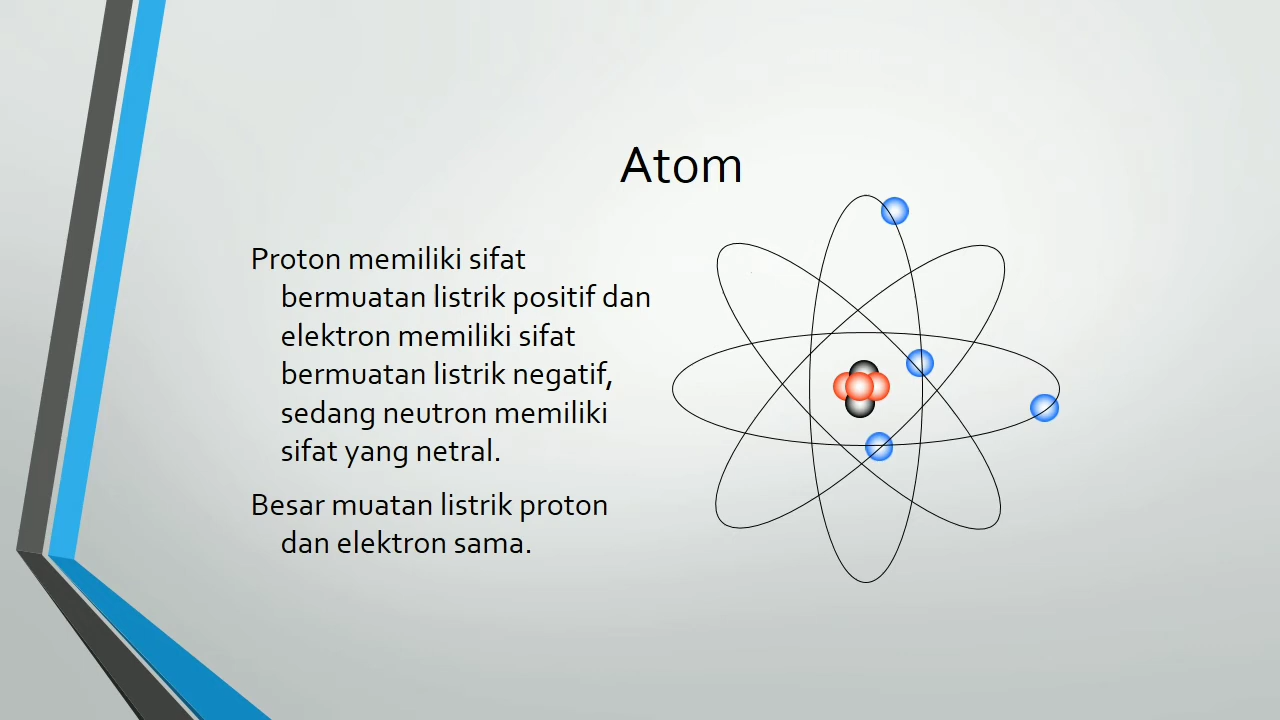 Atom
Proton memiliki sifat
bermuatan listrik positif dan
elektron memiliki sifat
bermuatan listrik negatif,
sedang neutron memiliki
sifat yang netral.
Besar muatan listrik proton
dan elektron sama.